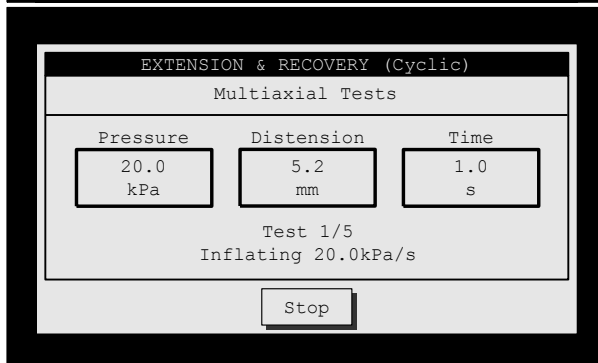 EXTENSION & RECOVERY (Cyclic)
Multiaxial Tests
Pressure Distension Time
20.0 5.2 1.0
kPa mm s
Test 1/5
Inflating 20.0kPa/s
Stop